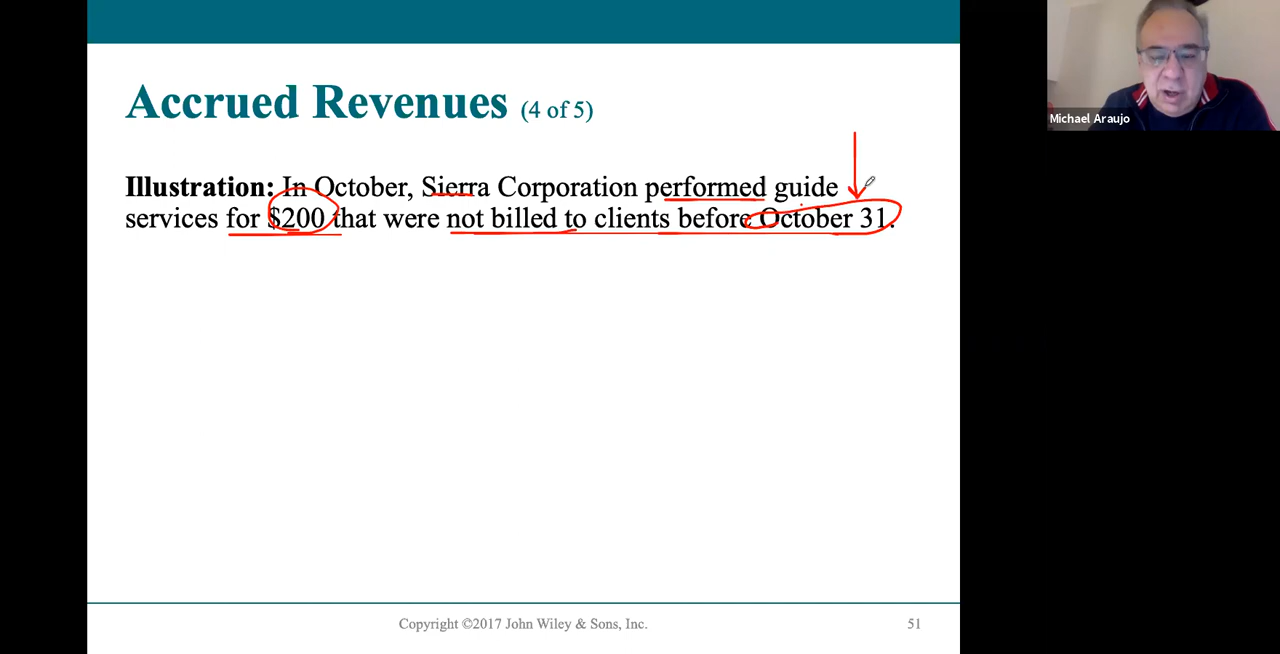 Accrued Revenues (4 of 5)
Illustration: In October, Sierra Corporation performed guide
services for $200 that were not billed to clients before October 31.
Copyright ©2017 John Wiley & Sons, Inc.
51
Michael Araujo